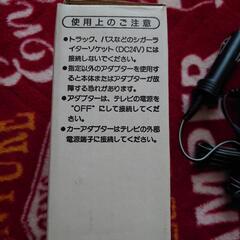 使用上のご注意
●トラック、バスなどのシガーラ
イターソケット(DC24V)には
接続しないでください。
●指定以外のアダプターを使用す
ると本体またはアダプターが故
障する恐れがあります。
●アダプターは、テレビの電源を
"OFF"にして接続してくださ
い。
●カーアダプターはテレビの外部
電源端子に接続してください。